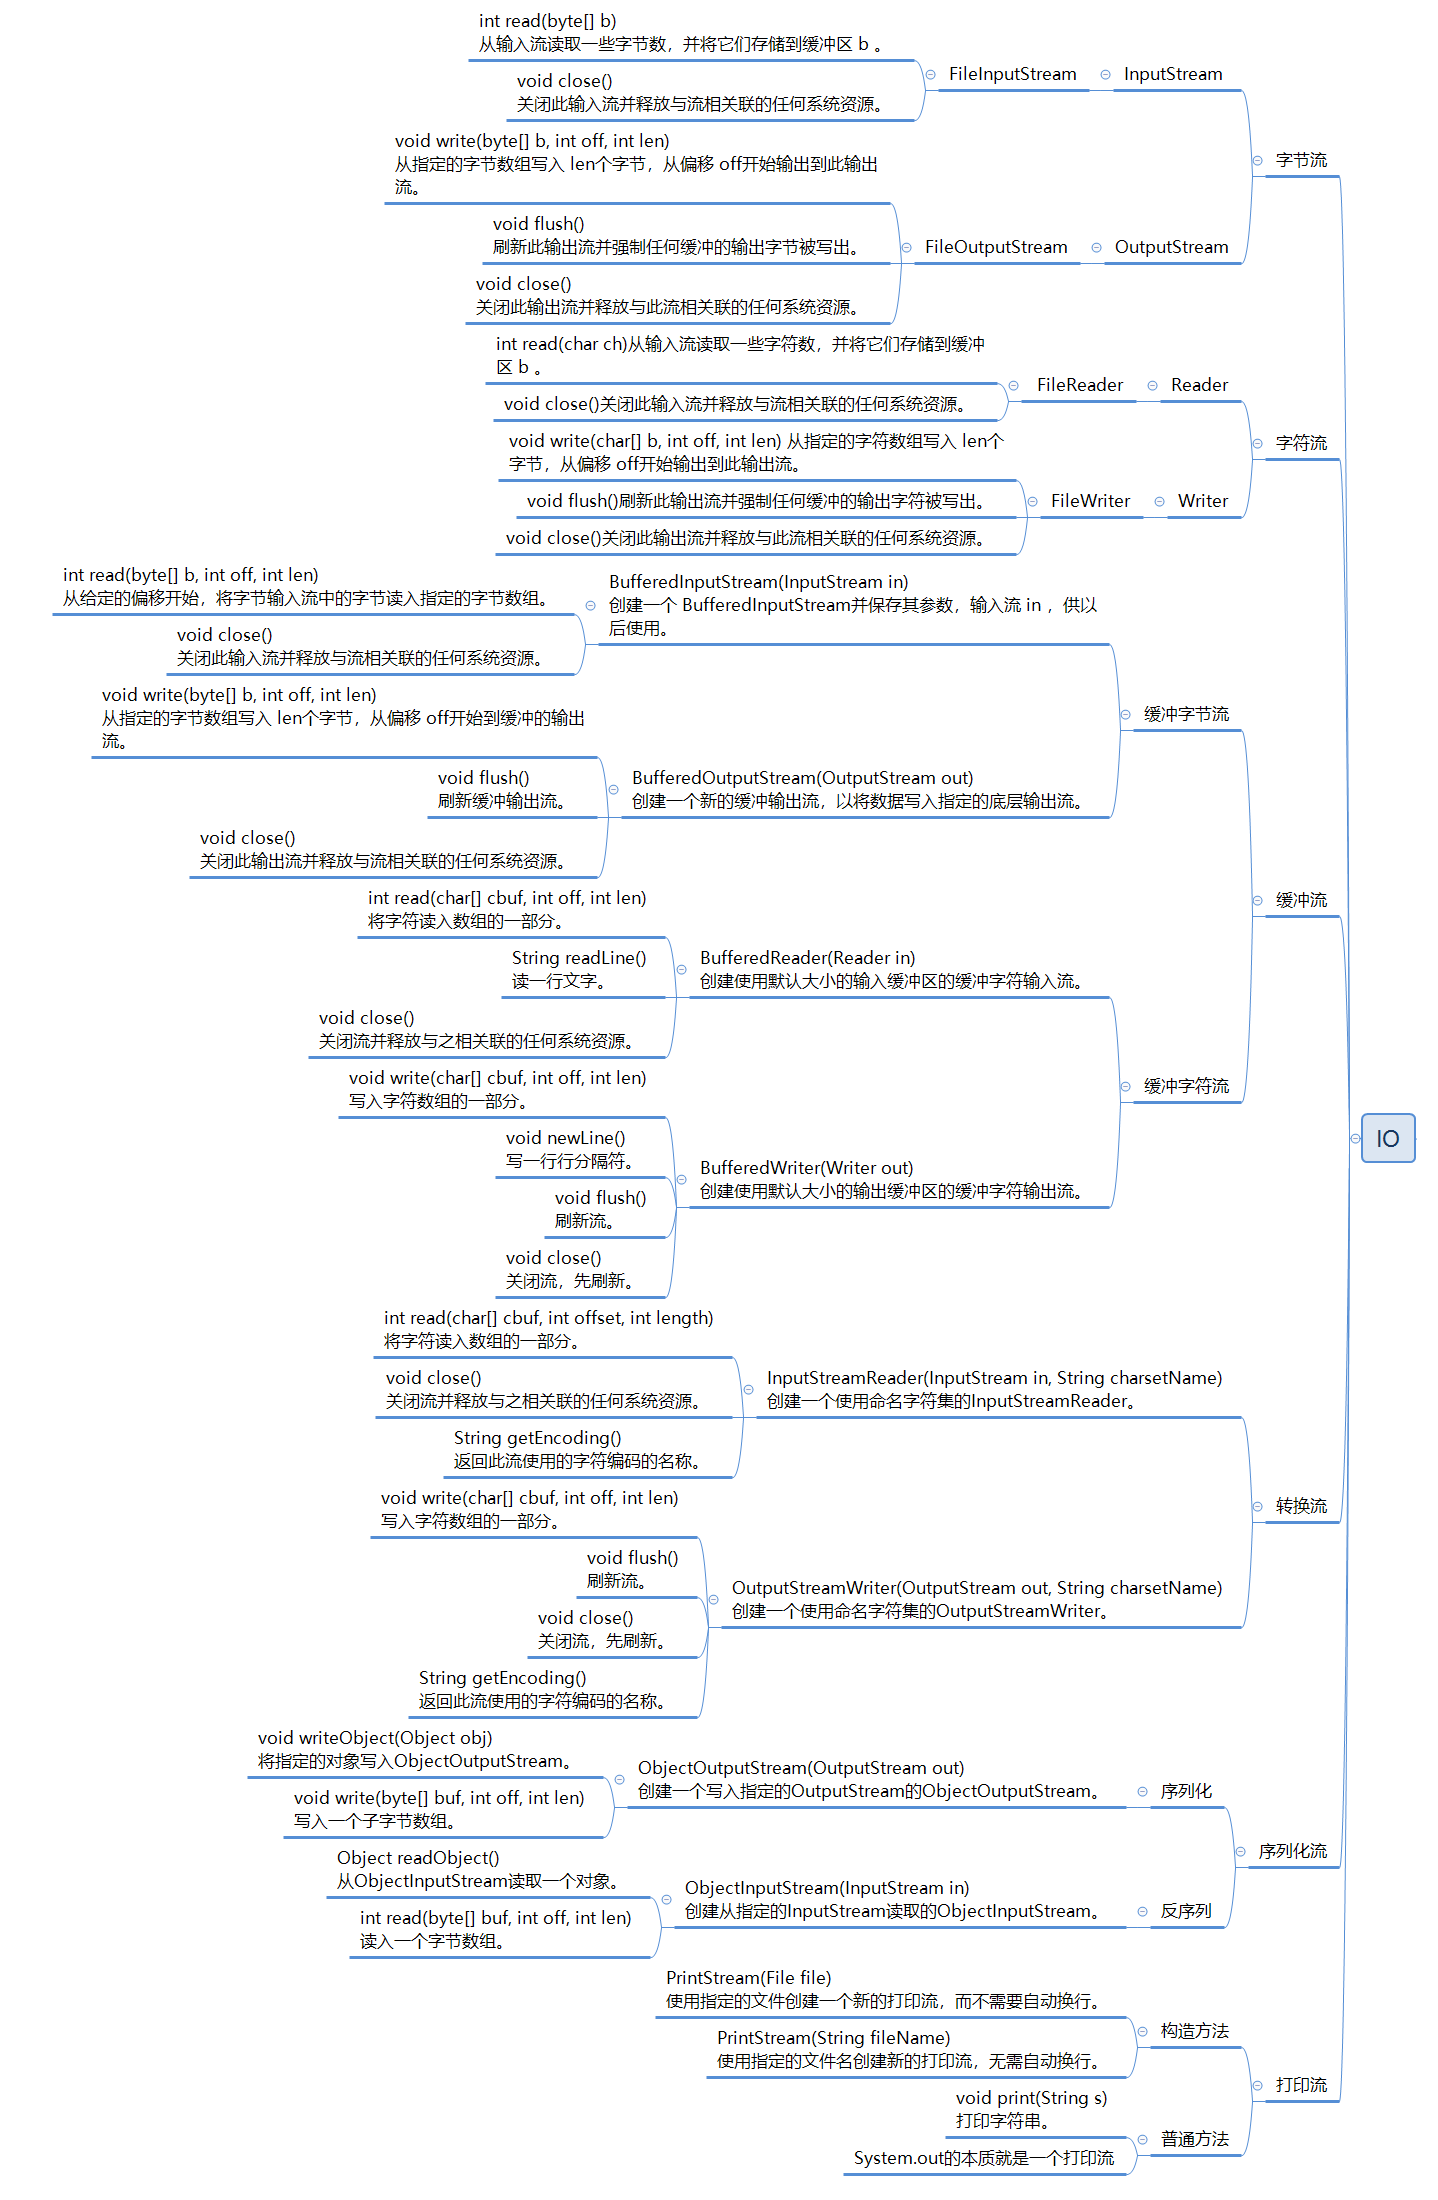 int read(byte[] b)
从输入流读取一些字节数，并将它们存储到缓冲区 b 。
void close()
关闭此输入流并释放与流相关联的任何系统资源。
FileInputStream
InputStream
void write(byte[] b, int off, int len)
从指定的字节数组写入 len个字节，从偏移 off开始输出到此输出
流。
void flush()
刷新此输出流并强制任何缓冲的输出字节被写出。
void close()
关闭此输出流并释放与此流相关联的任何系统资源。
FileOutputStream
OutputStream
字节流
int read(char ch)从输入流读取一些字符数，并将它们存储到缓冲
区 b 。
void close()关闭此输入流并释放与流相关联的任何系统资源。
FileReader
Reader
void write(char[] b, int off, int len) 从指定的字符数组写入 len个
字节，从偏移 off开始输出到此输出流。
void flush()刷新此输出流并强制任何缓冲的输出字符被写出。
void close()关闭此输出流并释放与此流相关联的任何系统资源。
FileWriter
Writer
字符流
int read(byte[] b, int off, int len)
从给定的偏移开始，将字节输入流中的字节读入指定的字节数组。
void close()
关闭此输入流并释放与流相关联的任何系统资源。
BufferedInputStream(InputStream in)
创建一个 BufferedInputStream并保存其参数，输入流 in ，供以
后使用。
void write(byte[] b, int off, int len)
从指定的字节数组写入 len个字节，从偏移 off开始到缓冲的输出
流。
void flush()
刷新缓冲输出流。
void close()
关闭此输出流并释放与流相关联的任何系统资源。
BufferedOutputStream(OutputStream out)
创建一个新的缓冲输出流，以将数据写入指定的底层输出流。
缓冲字节流
int read(char[] cbuf, int off, int len)
将字符读入数组的一部分。
String readLine()
读一行文字。
void close()
关闭流并释放与之相关联的任何系统资源。
BufferedReader(Reader in)
创建使用默认大小的输入缓冲区的缓冲字符输入流。
void write(char[] cbuf, int off, int len)
写入字符数组的一部分。
void newLine()
写一行行分隔符。
void flush()
刷新流。
void close()
关闭流，先刷新。
BufferedWriter(Writer out)
创建使用默认大小的输出缓冲区的缓冲字符输出流。
缓冲字符流
缓冲流
IO
int read(char[] cbuf, int offset, int length)
将字符读入数组的一部分。
void close()
关闭流并释放与之相关联的任何系统资源。
String getEncoding()
返回此流使用的字符编码的名称。
InputStreamReader(InputStream in, String charsetName)
创建一个使用命名字符集的InputStreamReader。
void write(char[] cbuf, int off, int len)
写入字符数组的一部分。
void flush()
刷新流。
void close()
关闭流，先刷新。
String getEncoding()
返回此流使用的字符编码的名称。
OutputStreamWriter(OutputStream out, String charsetName)
创建一个使用命名字符集的OutputStreamWriter。
转换流
void writeObject(Object obj)
将指定的对象写入ObjectOutputStream。
void write(byte[] buf, int off, int len)
写入一个子字节数组。
ObjectOutputStream(OutputStream out)
创建一个写入指定的OutputStream的ObjectOutputStream。
序列化
Object readObject()
从ObjectInputStream读取一个对象。
int read(byte[] buf, int off, int len)
读入一个字节数组。
ObjectInputStream(InputStream in)
创建从指定的InputStream读取的ObjectInputStream。
反序列
序列化流
PrintStream(File file)
使用指定的文件创建一个新的打印流，而不需要自动换行。
PrintStream(String fileName)
使用指定的文件名创建新的打印流，无需自动换行。
构造方法
void print(String s)
打印字符串。
System.out的本质就是一个打印流
普通方法
打印流